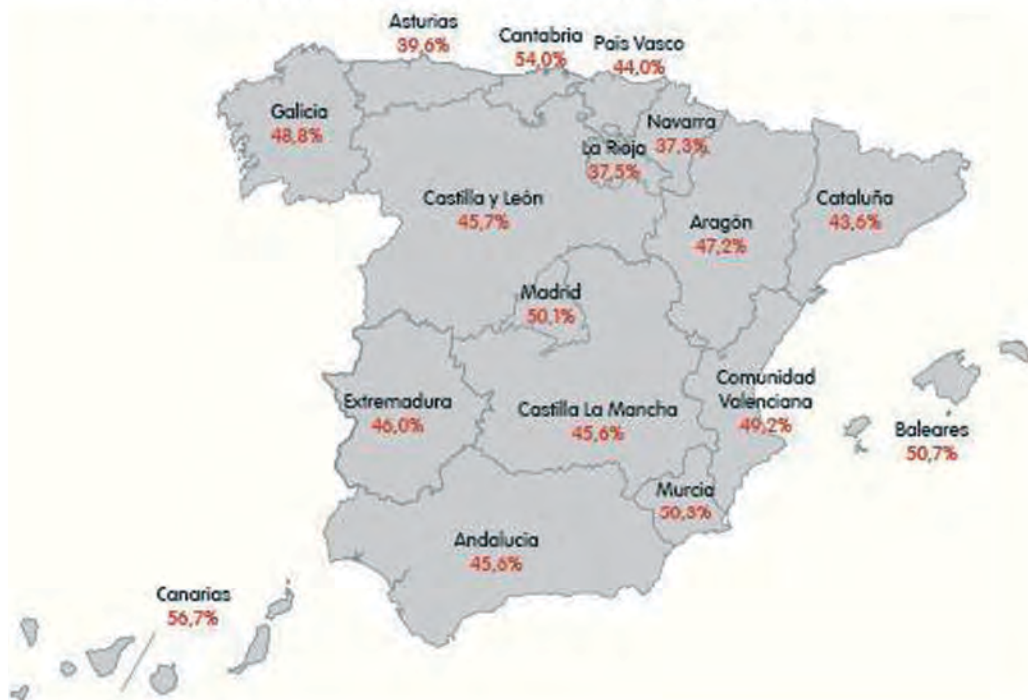 Asturias
39,6%
Cantabria
54,0%
País Vasco
44,0%
Galicia
48,8%
Navarra
37,3%
La Rioja
37,5%
Castilla y León
45,7%
Aragón
47,2%
Cataluña
43,6%
Madrid
50,1%
Extremadura
46,0%
Castilla La Mancha
45,6%
Comunidad
Valenciana
49,2%
Baleares
50,7%
Murcia
50,3%
Andalucia
45,6%
Canarias
56,7%